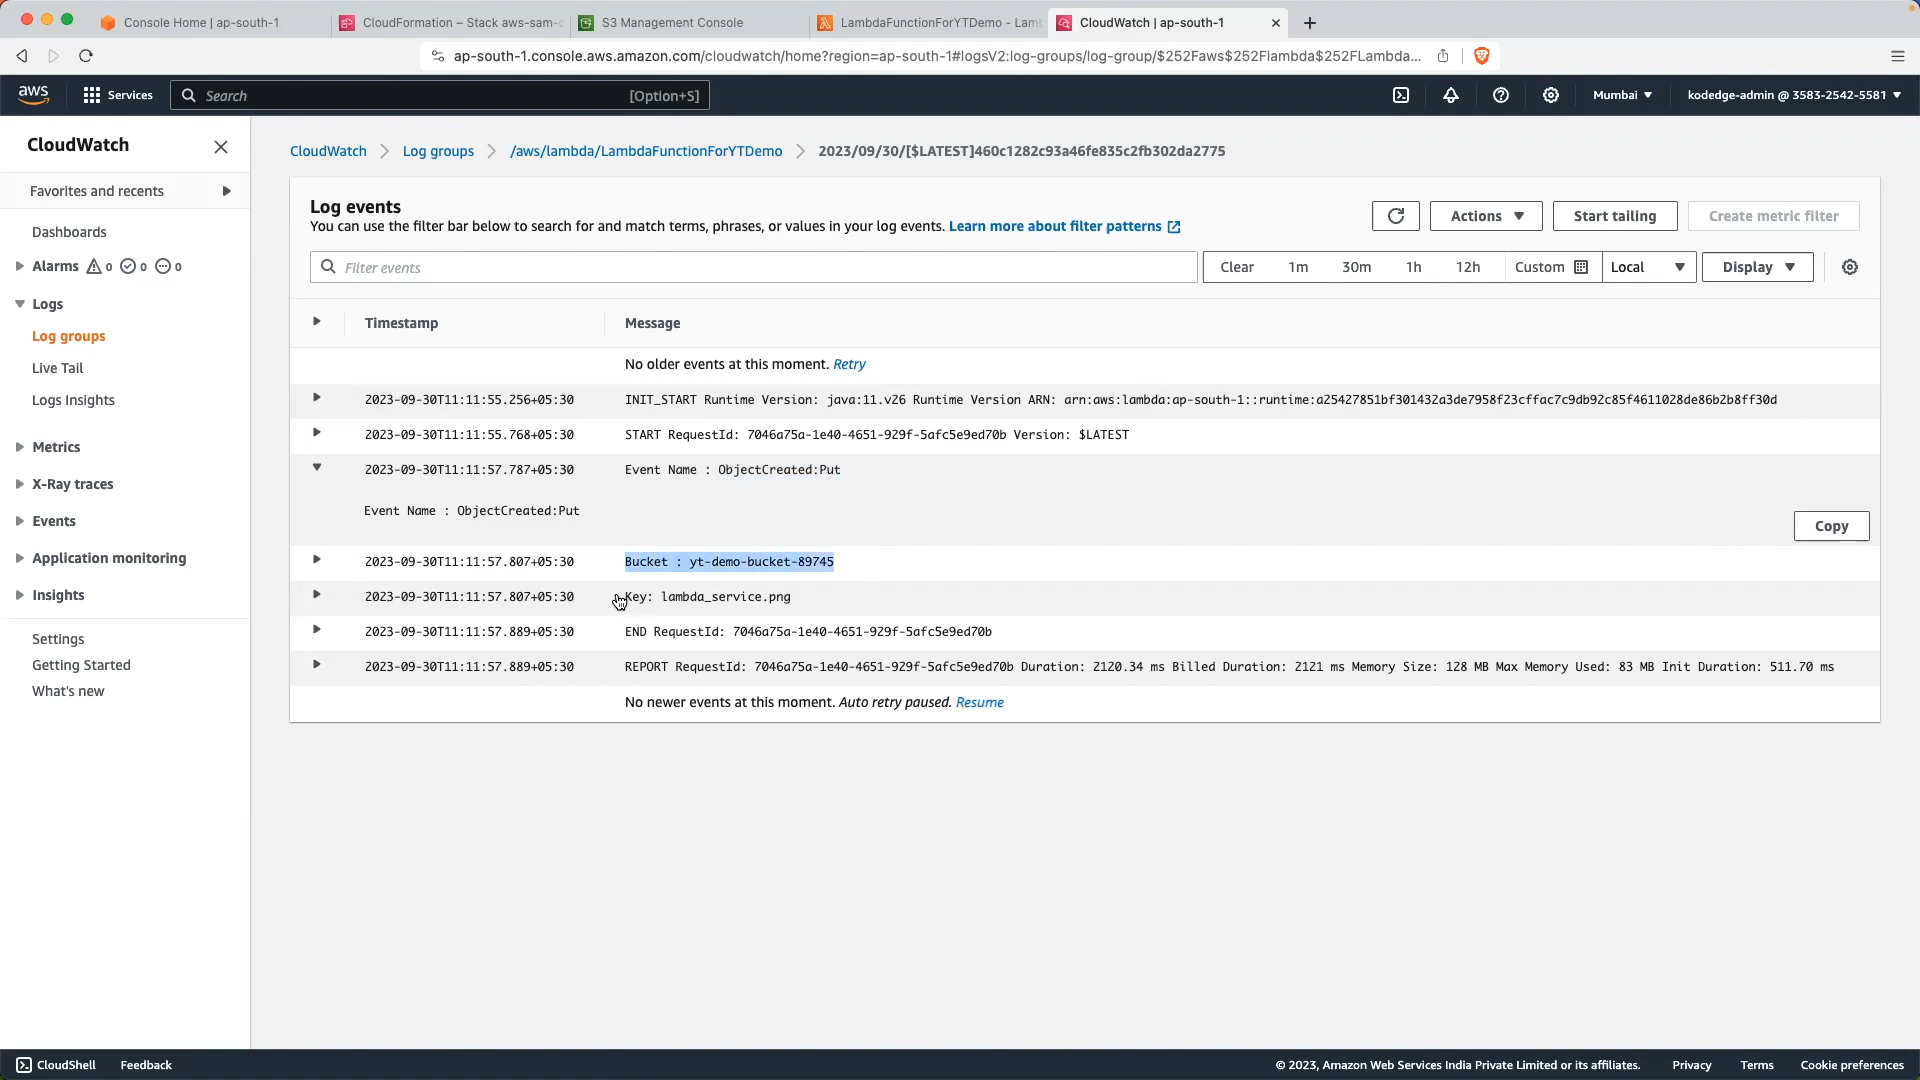 Console Home | ap-south-1
CloudFormation – Stack aws-sam-c
S3 Management Console
LambdaFunctionForYTDemo - Lam
CloudWatch | ap-south-1
ap-south-1.console.aws.amazon.com/cloudwatch/home?region=ap-south-1#logsV2:log-groups/log-group/$252Faws$252Flambda$252FLambda...
aws
Services
Search
[Option+S]
Mumbai
kodedge-admin @ 3583-2542-5581
CloudWatch
Favorites and recents
Dashboards
Alarms 0 0 0
Logs
Log groups
Live Tail
Logs Insights
Metrics
X-Ray traces
Events
Application monitoring
Insights
Settings
Getting Started
What's new
CloudWatch
Log groups
/aws/lambda/LambdaFunctionForYTDemo
2023/09/30/[$LATEST]460c1282c93a46fe835c2fb302da2775
Log events
You can use the filter bar below to search for and match terms, phrases, or values in your log events. Learn more about filter patterns
Actions
Start tailing
Create metric filter
Filter events
Clear
1m
30m
1h
12h
Custom
Local
Display
Timestamp
Message
No older events at this moment. Retry
2023-09-30T11:11:55.256+05:30 INIT_START Runtime Version: java:11.v26 Runtime Version ARN: arn:aws:lambda:ap-south-1::runtime:a25427851bf301432a3de7958f23cffac7c9db92c85f4611028de86b2b8ff30d
2023-09-30T11:11:55.768+05:30 START RequestId: 7046a75a-1e40-4651-929f-5afc5e9ed70b Version: $LATEST
2023-09-30T11:11:57.787+05:30 Event Name : ObjectCreated:Put
Event Name : ObjectCreated:Put
Copy
2023-09-30T11:11:57.807+05:30 Bucket : yt-demo-bucket-89745
2023-09-30T11:11:57.807+05:30 Key: lambda_service.png
2023-09-30T11:11:57.889+05:30 END RequestId: 7046a75a-1e40-4651-929f-5afc5e9ed70b
2023-09-30T11:11:57.889+05:30 REPORT RequestId: 7046a75a-1e40-4651-929f-5afc5e9ed70b Duration: 2120.34 ms Billed Duration: 2121 ms Memory Size: 128 MB Max Memory Used: 83 MB Init Duration: 511.70 ms
No newer events at this moment. Auto retry paused. Resume
CloudShell
Feedback
© 2023, Amazon Web Services India Private Limited or its affiliates.
Privacy
Terms
Cookie preferences